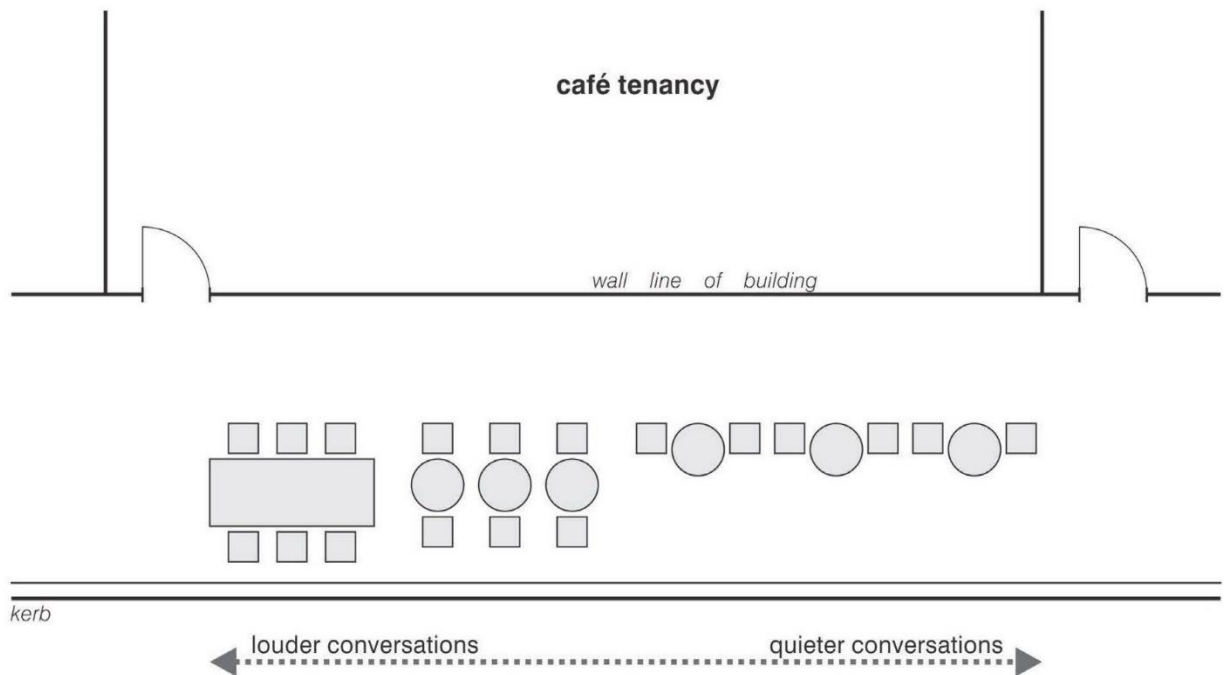 café tenancy
wall line of building
kerb
louder conversations
quieter conversations